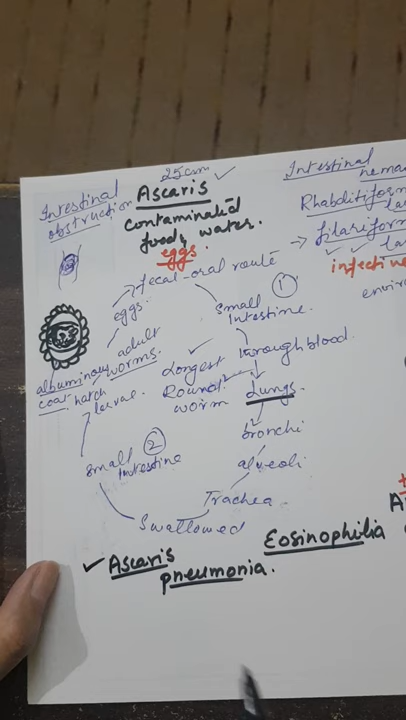 25cm ✓
Intestinal
obstruction
Ascaris
contaminated
food, water.
eggs
fecal-oral route
eggs.
adult
worms.
albuminous
coat
hatch
larvae.
Small
Intestine
2
Small
Intestine.
1
through blood
Lungs
bronchi
alveoli
Trachea
Swallowed
✓ Longest
Round
worm
✓ Ascaris
pneumonia.
Eosinophilia
Intestinal
Rhabditiform
→ filariform
✓ ✓